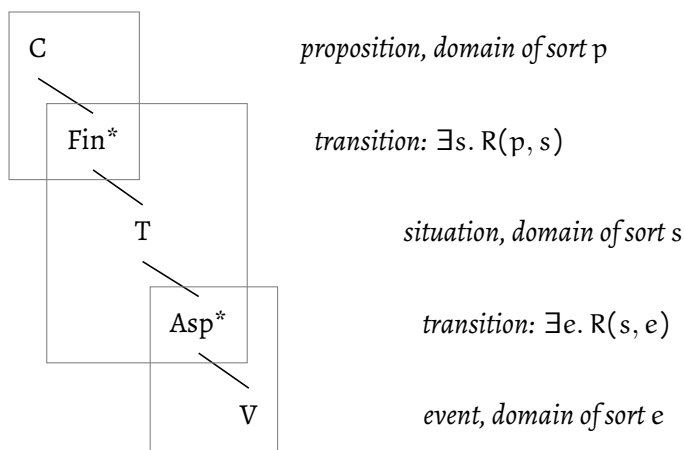 C proposition, domain of sort p
Fin* transition: ∃s. R(p, s)
T situation, domain of sort s
Asp* transition: ∃e. R(s, e)
V event, domain of sort e